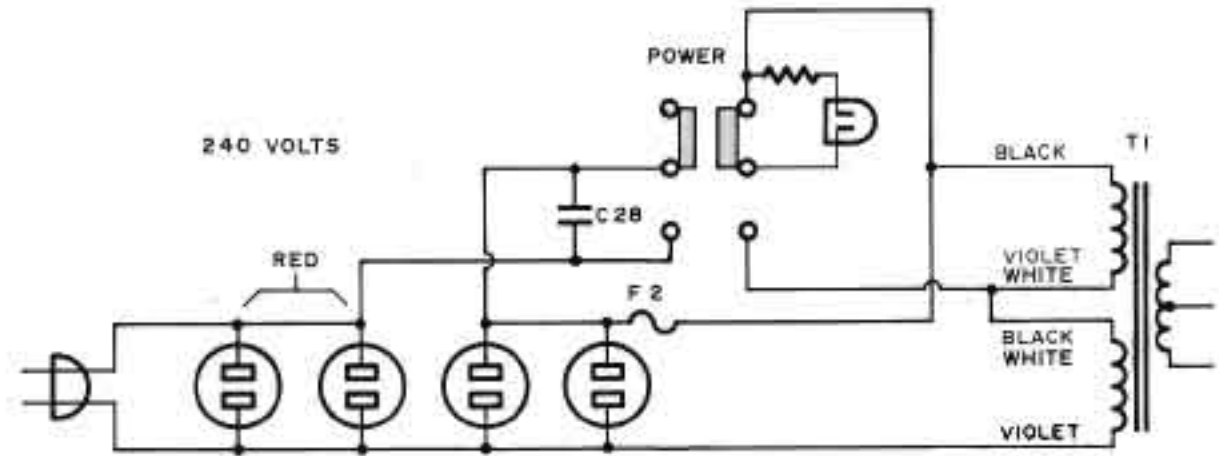 POWER
240 VOLTS
BLACK
T1
C28
RED
VIOLET
WHITE
F2
BLACK
WHITE
VIOLET